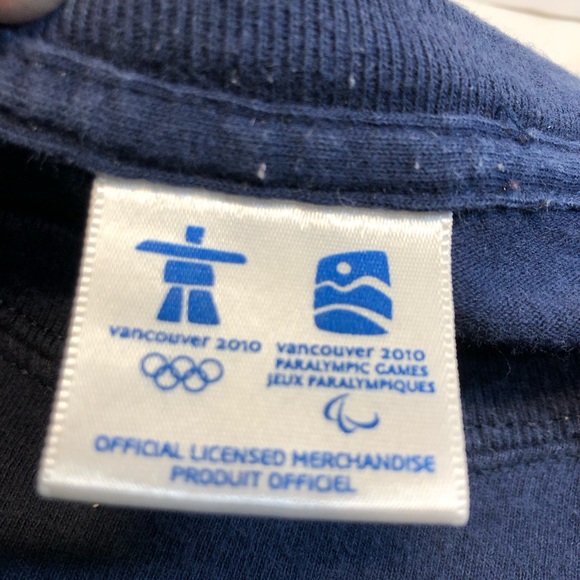 vancouver 2010
vancouver 2010
PARALYMPIC GAMES
JEUX PARALYMPIQUES
OFFICIAL LICENSED MERCHANDISE
PRODUIT OFFICIEL